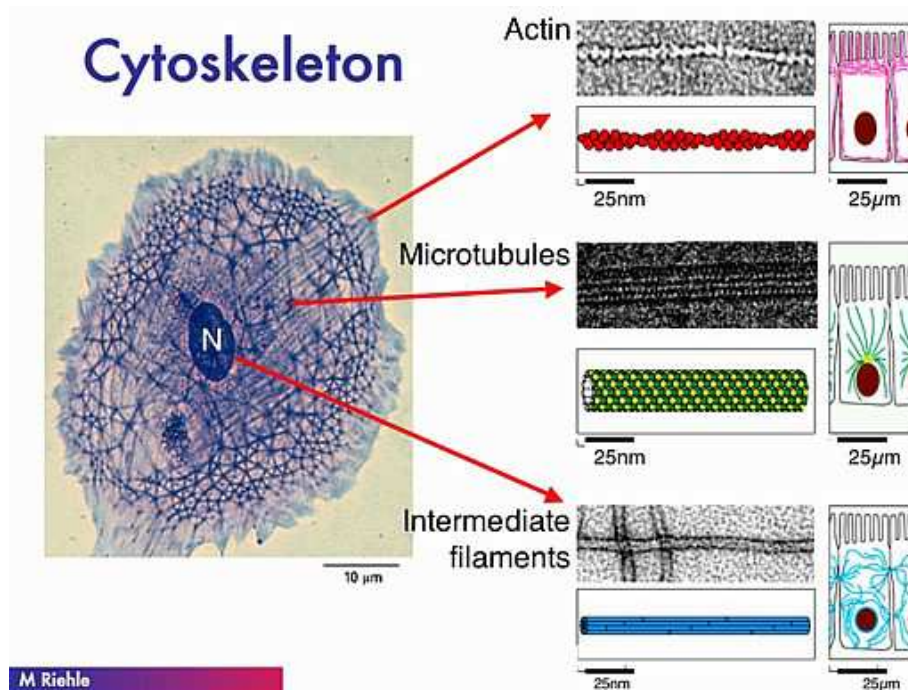 Cytoskeleton
Actin
25nm
25µm
Microtubules
25nm
25µm
N
Intermediate
filaments
10 µm
25nm
25µm
M Riehle